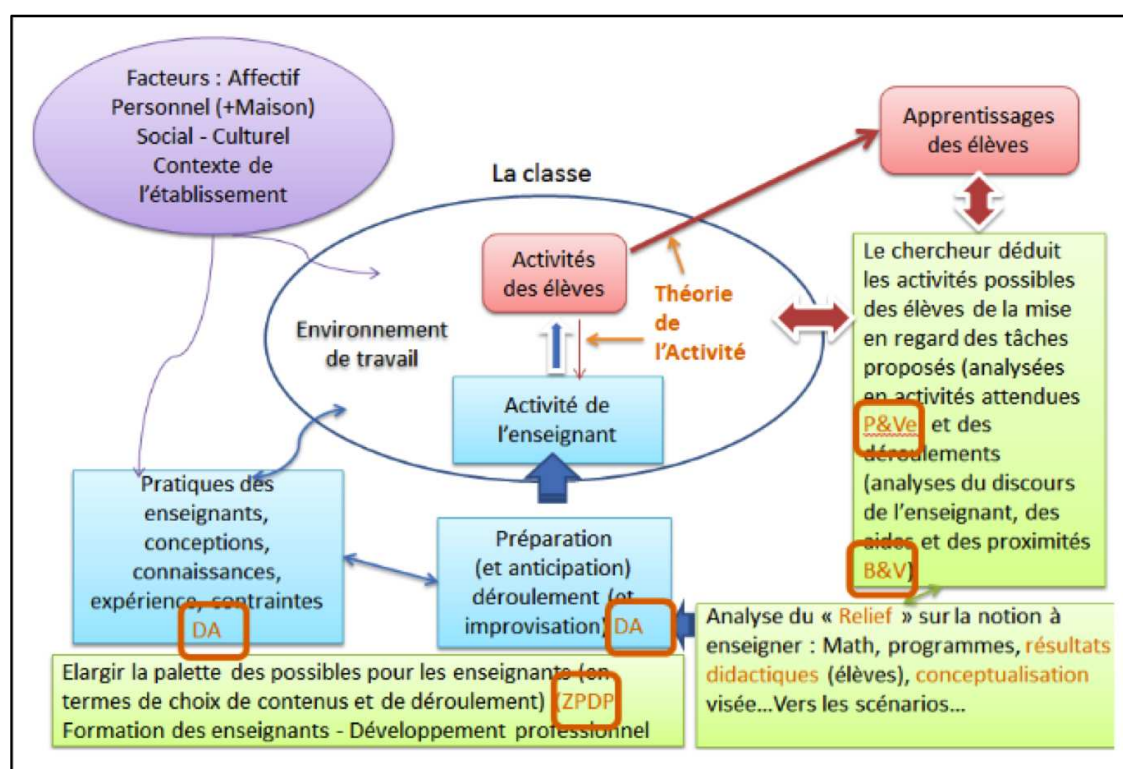 Facteurs : Affectif
Personnel (+Maison)
Social - Culturel
Contexte de
l'établissement
La classe
Apprentissages
des élèves
Activités
des élèves
Théorie
de
l'Activité
Environnement
de travail
Activité de
l'enseignant
Le chercheur déduit
les activités possibles
des élèves de la mise
en regard des tâches
proposés (analysées
en activités attendues
P&Ve et des
déroulements
(analyses du discours
de l'enseignant, des
aides et des proximités
B&V)
Pratiques des
enseignants,
conceptions,
connaissances,
expérience, contraintes
DA
Préparation
(et anticipation)
déroulement (et
improvisation) DA
Analyse du « Relief » sur la notion à
enseigner : Math, programmes, résultats
didactiques (élèves), conceptualisation
visée...Vers les scénarios...
Elargir la palette des possibles pour les enseignants (en
termes de choix de contenus et de déroulement) (ZPDP
Formation des enseignants - Développement professionnel